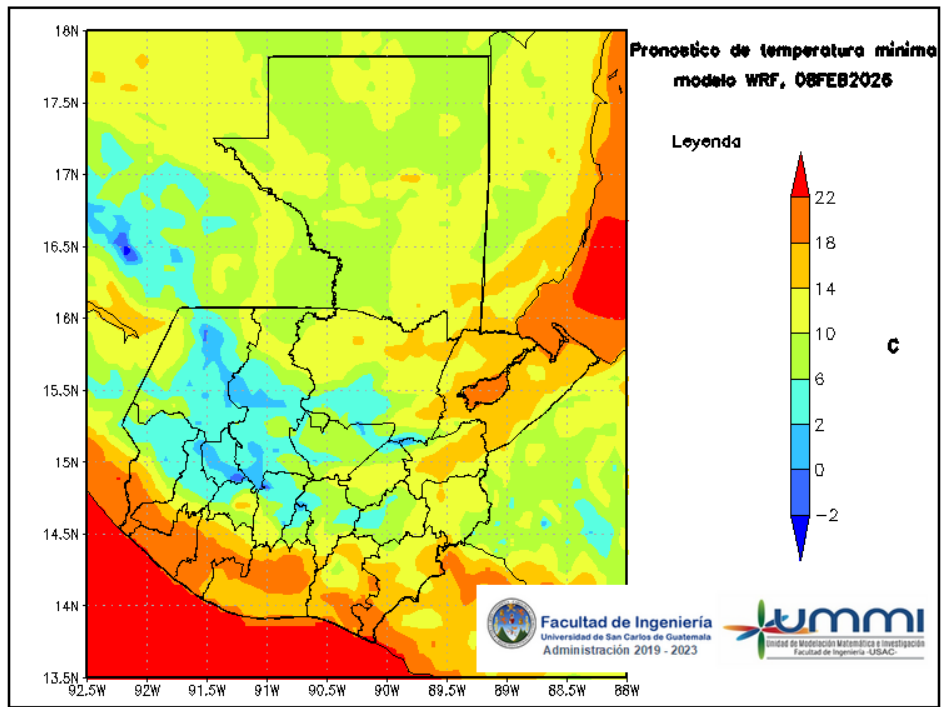 Pronostico de temperatura minima
modelo WRF, 08FEB2026
Leyenda
22
18
14
10
6
2
0
-2
C
18N
17.5N
17N
16.5N
16N
15.5N
15N
14.5N
14N
13.5N
92.5W
92W
91.5W
91W
90.5W
90W
89.5W
89W
88.5W
88W
Facultad de Ingeniería
Universidad de San Carlos de Guatemala
Administración 2019 - 2023
UMMI
Unidad de Modelación Matemática e Investigación
Facultad de Ingeniería -USAC-